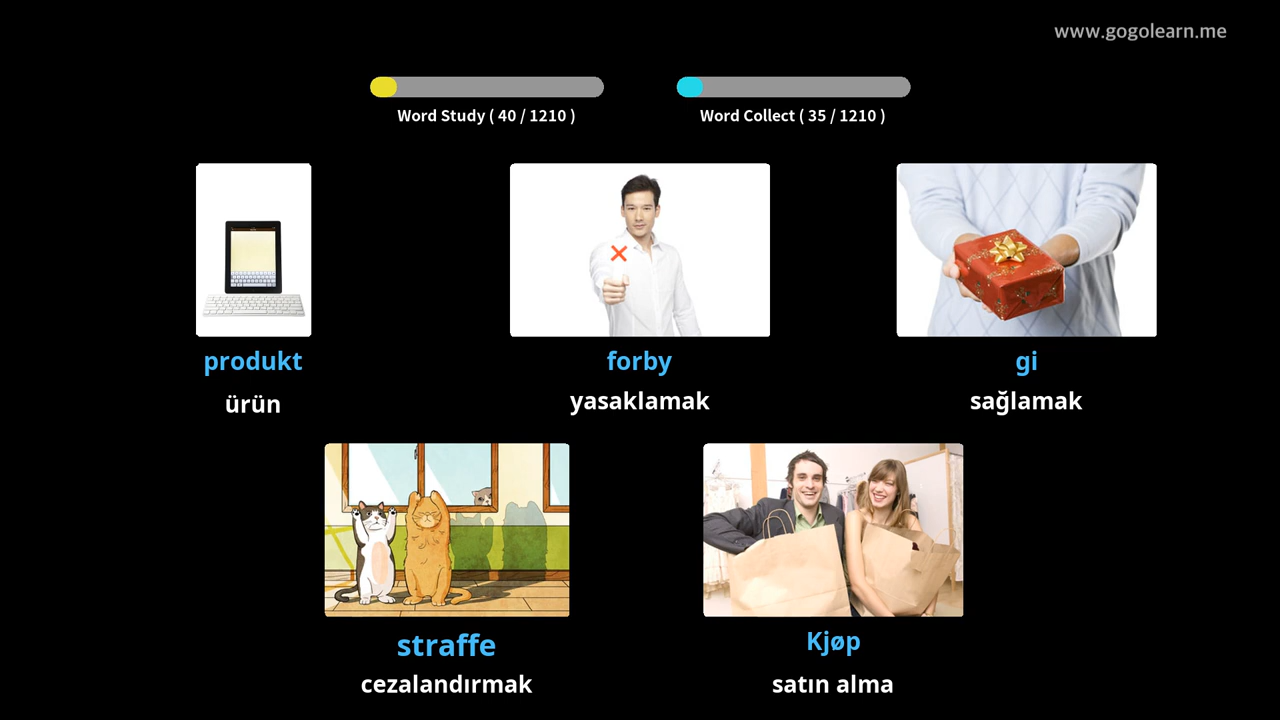 www.gogolearn.me
Word Study ( 40 / 1210 )
Word Collect ( 35 / 1210 )
produkt
ürün
forby
yasaklamak
gi
sağlamak
straffe
cezalandırmak
Kjøp
satın alma